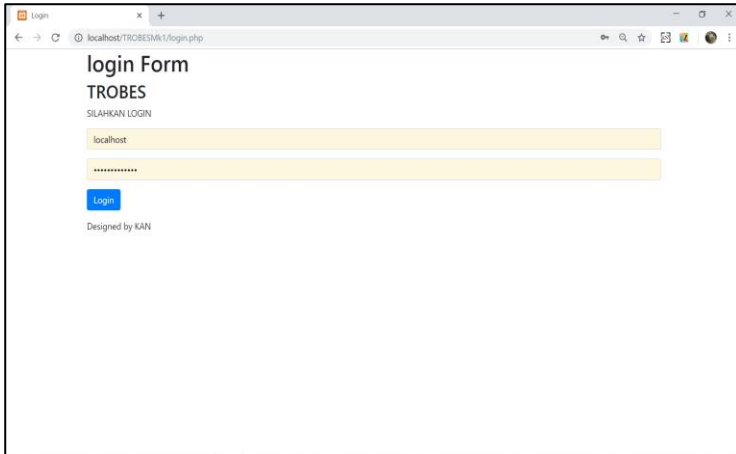 Login
localhost/TROBESMk1/login.php
login Form
TROBES
SILAHKAN LOGIN
localhost
•••••••••••••
Login
Designed by KAN